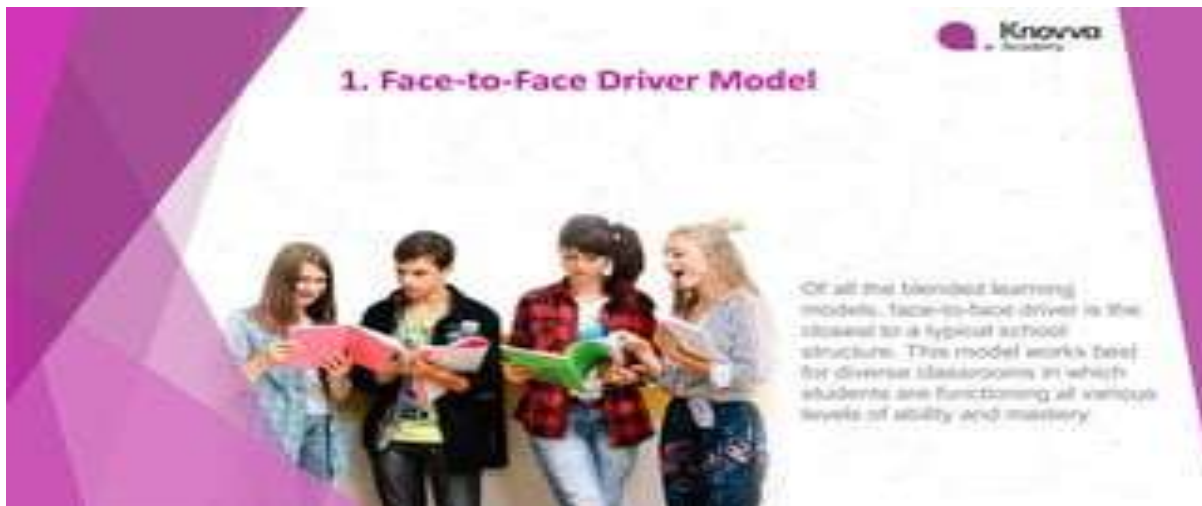 Knovva
Academy
1. Face-to-Face Driver Model
Of all the blended learning
models, face-to-face driver is the
closest to a typical school
structure. This model works best
for diverse classrooms in which
students are functioning at various
levels of ability and mastery